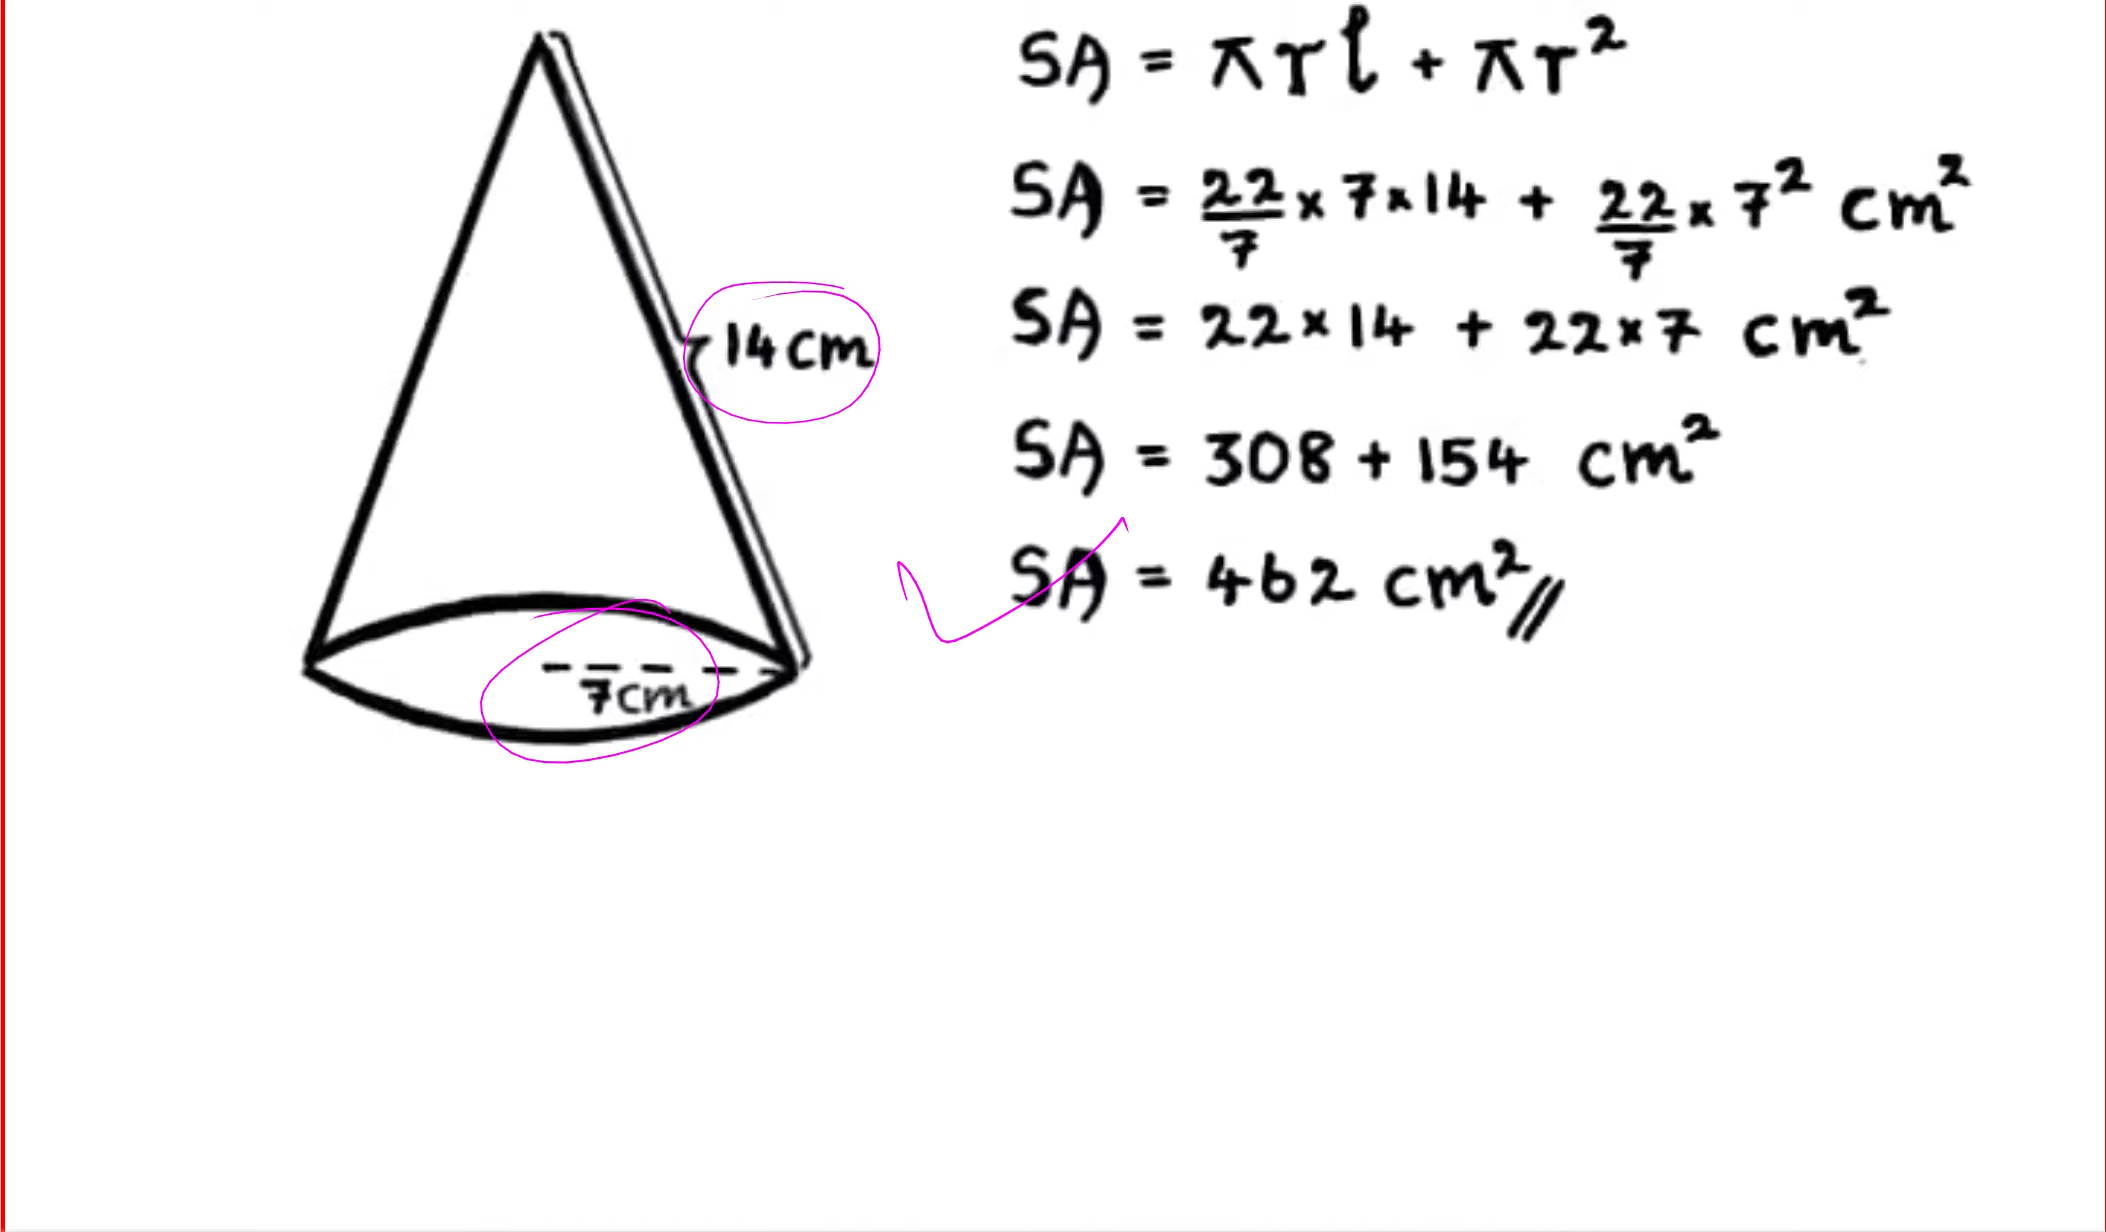 14cm
7cm
SA = πrl + πr²
SA = 22/7 × 7 × 14 + 22/7 × 7² cm²
SA = 22 × 14 + 22 × 7 cm²
SA = 308 + 154 cm²
SA = 462 cm²